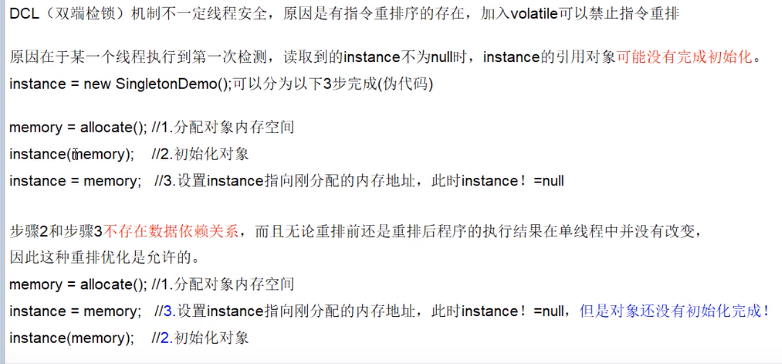 DCL（双端检锁）机制不一定线程安全，原因是有指令重排序的存在，加入volatile可以禁止指令重排
原因在于某一个线程执行到第一次检测，读取到的instance不为null时，instance的引用对象可能没有完成初始化。
instance = new SingletonDemo();可以分为以下3步完成(伪代码)
memory = allocate(); //1.分配对象内存空间
instance(memory); //2.初始化对象
instance = memory; //3.设置instance指向刚分配的内存地址，此时instance！=null
步骤2和步骤3不存在数据依赖关系，而且无论重排前还是重排后程序的执行结果在单线程中并没有改变，
因此这种重排优化是允许的。
memory = allocate(); //1.分配对象内存空间
instance = memory; //3.设置instance指向刚分配的内存地址，此时instance！=null，但是对象还没有初始化完成！
instance(memory); //2.初始化对象